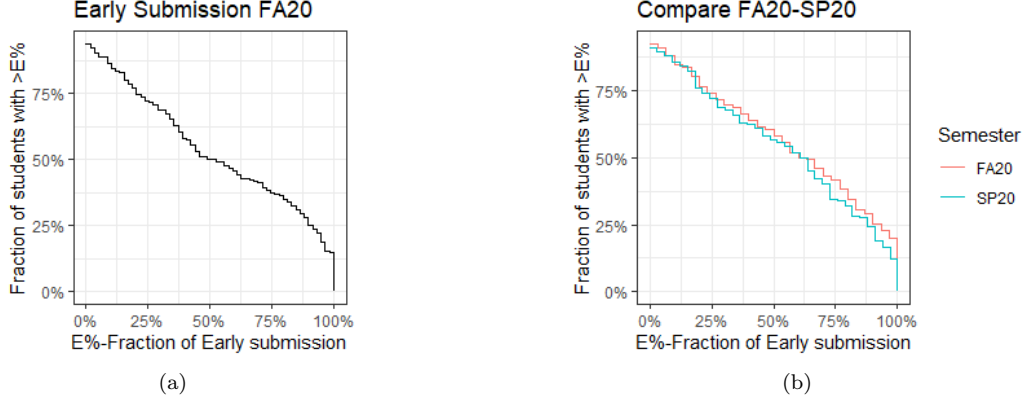 Early Submission FA20
Fraction of students with >E%
75%
50%
25%
0%
0% 25% 50% 75% 100%
E%-Fraction of Early submission
(a)
Compare FA20-SP20
Fraction of students with >E%
75%
50%
25%
0%
0% 25% 50% 75% 100%
E%-Fraction of Early submission
Semester
FA20
SP20
(b)